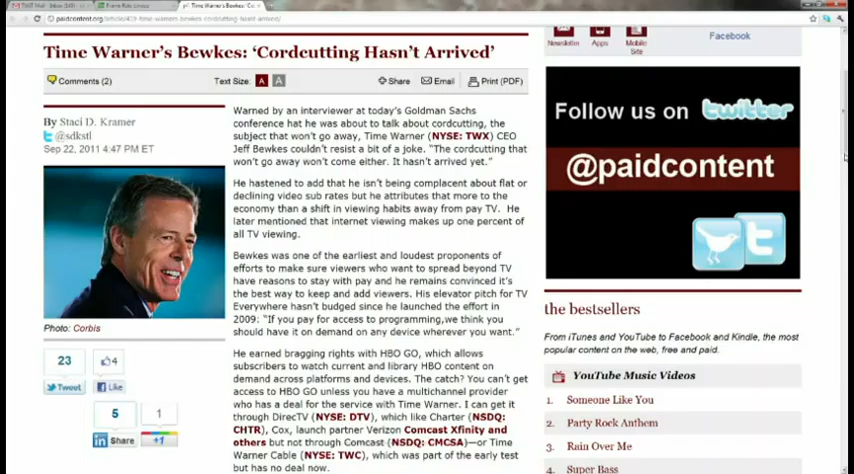 paidcontent.org/article/419-time-warners-bewkes-cordcutting-hasnt-arrived/
Time Warner's Bewkes: 'Cordcutting Hasn't Arrived'
Comments (2)
Text Size: A A
Share
Email
Print (PDF)
By Staci D. Kramer
@sdkstl
Sep 22, 2011 4:47 PM ET
Photo: Corbis
23
4
Tweet
Like
5
1
Share
+1
Warned by an interviewer at today's Goldman Sachs
conference hat he was about to talk about cordcutting, the
subject that won't go away, Time Warner (NYSE: TWX) CEO
Jeff Bewkes couldn't resist a bit of a joke. "The cordcutting that
won't go away won't come either. It hasn't arrived yet."
He hastened to add that he isn't being complacent about flat or
declining video sub rates but he attributes that more to the
economy than a shift in viewing habits away from pay TV. He
later mentioned that internet viewing makes up one percent of
all TV viewing.
Bewkes was one of the earliest and loudest proponents of
efforts to make sure viewers who want to spread beyond TV
have reasons to stay with pay and he remains convinced it's
the best way to keep and add viewers. His elevator pitch for TV
Everywhere hasn't budged since he launched the effort in
2009: "If you pay for access to programming,we think you
should have it on demand on any device wherever you want."
He earned bragging rights with HBO GO, which allows
subscribers to watch current and library HBO content on
demand across platforms and devices. The catch? You can't get
access to HBO GO unless you have a multichannel provider
who has a deal for the service with Time Warner. I can get it
through DirecTV (NYSE: DTV), which like Charter (NSDQ:
CHTR), Cox, launch partner Verizon Comcast Xfinity and
others but not through Comcast (NSDQ: CMCSA)—or Time
Warner Cable (NYSE: TWC), which was part of the early test
but has no deal now.
Newsletter
Apps
Mobile
Site
Facebook
Follow us on twitter
@paidcontent
t
the bestsellers
From iTunes and YouTube to Facebook and Kindle, the most
popular content on the web, free and paid.
YouTube Music Videos
1. Someone Like You
2. Party Rock Anthem
3. Rain Over Me
4. Super Bass